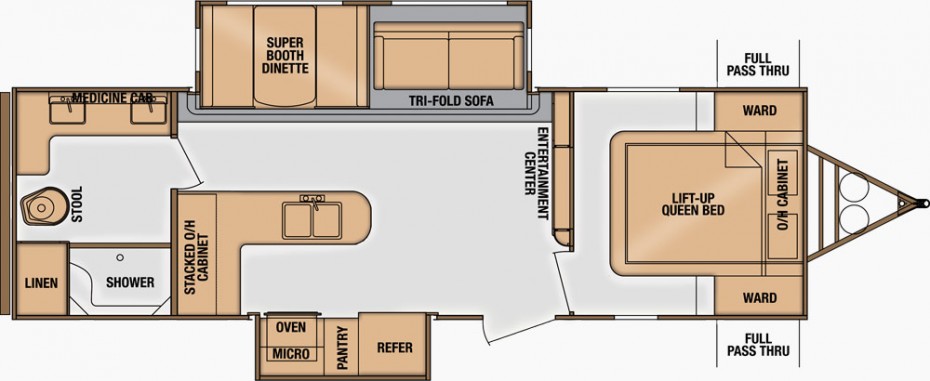 SUPER
BOOTH
DINETTE
TRI-FOLD SOFA
FULL
PASS THRU
MEDICINE CAB
WARD
ENTERTAINMENT
CENTER
STOOL
LIFT-UP
QUEEN BED
O/H CABINET
STACKED O/H
CABINET
LINEN
SHOWER
WARD
OVEN
MICRO
PANTRY
REFER
FULL
PASS THRU